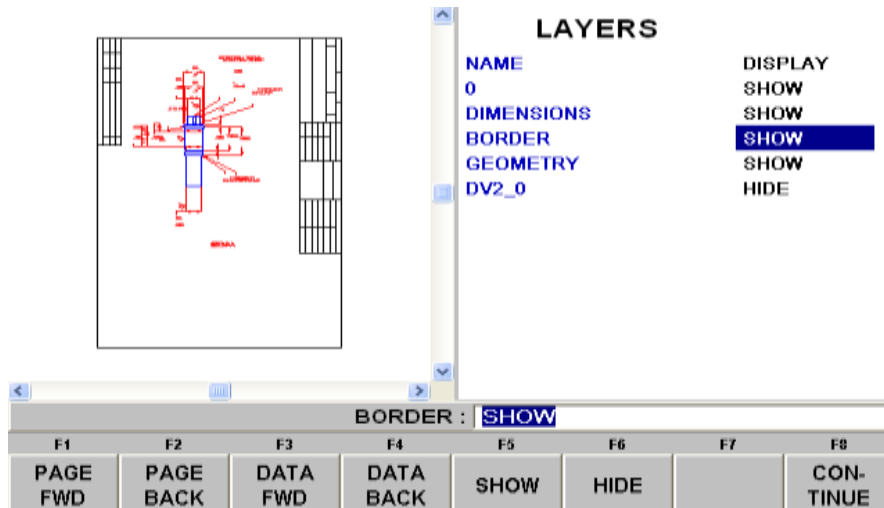 LAYERS
NAME DISPLAY
0 SHOW
DIMENSIONS SHOW
BORDER SHOW
GEOMETRY SHOW
DV2_0 HIDE
BORDER : SHOW
F1 F2 F3 F4 F5 F6 F7 F8
PAGE FWD PAGE BACK DATA FWD DATA BACK SHOW HIDE CON-TINUE